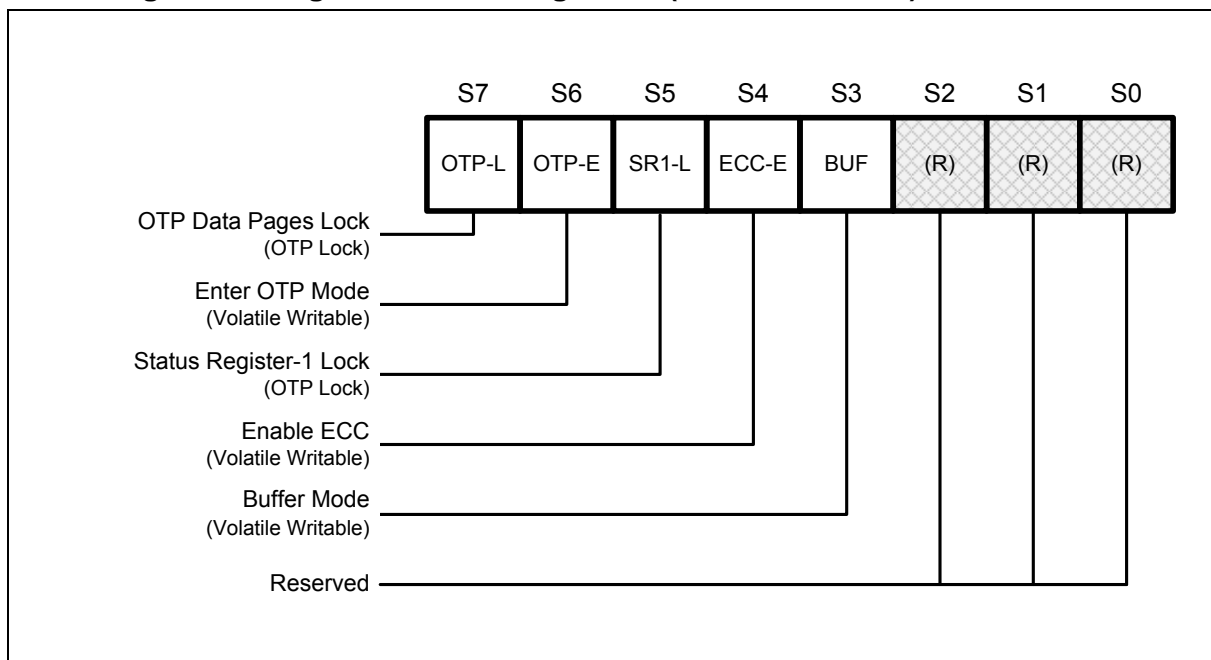 S7 S6 S5 S4 S3 S2 S1 S0
OTP-L OTP-E SR1-L ECC-E BUF (R) (R) (R)
OTP Data Pages Lock
(OTP Lock)
Enter OTP Mode
(Volatile Writable)
Status Register-1 Lock
(OTP Lock)
Enable ECC
(Volatile Writable)
Buffer Mode
(Volatile Writable)
Reserved